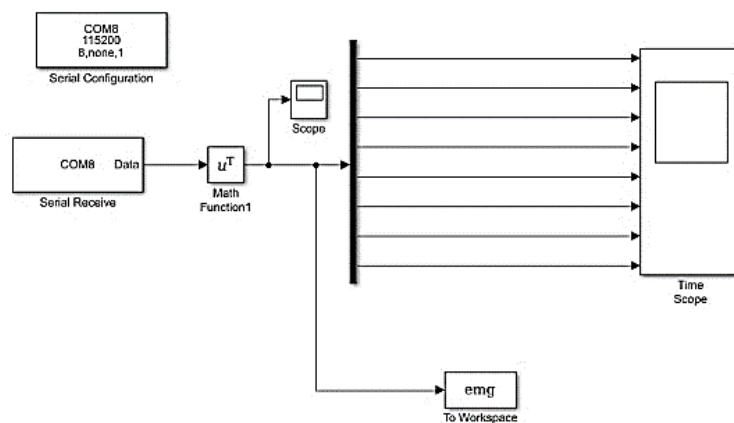 COM8
115200
8,none,1
Serial Configuration
Scope
COM8 Data
Serial Receive
uᵀ
Math
Function1
Time
Scope
emg
To Workspace